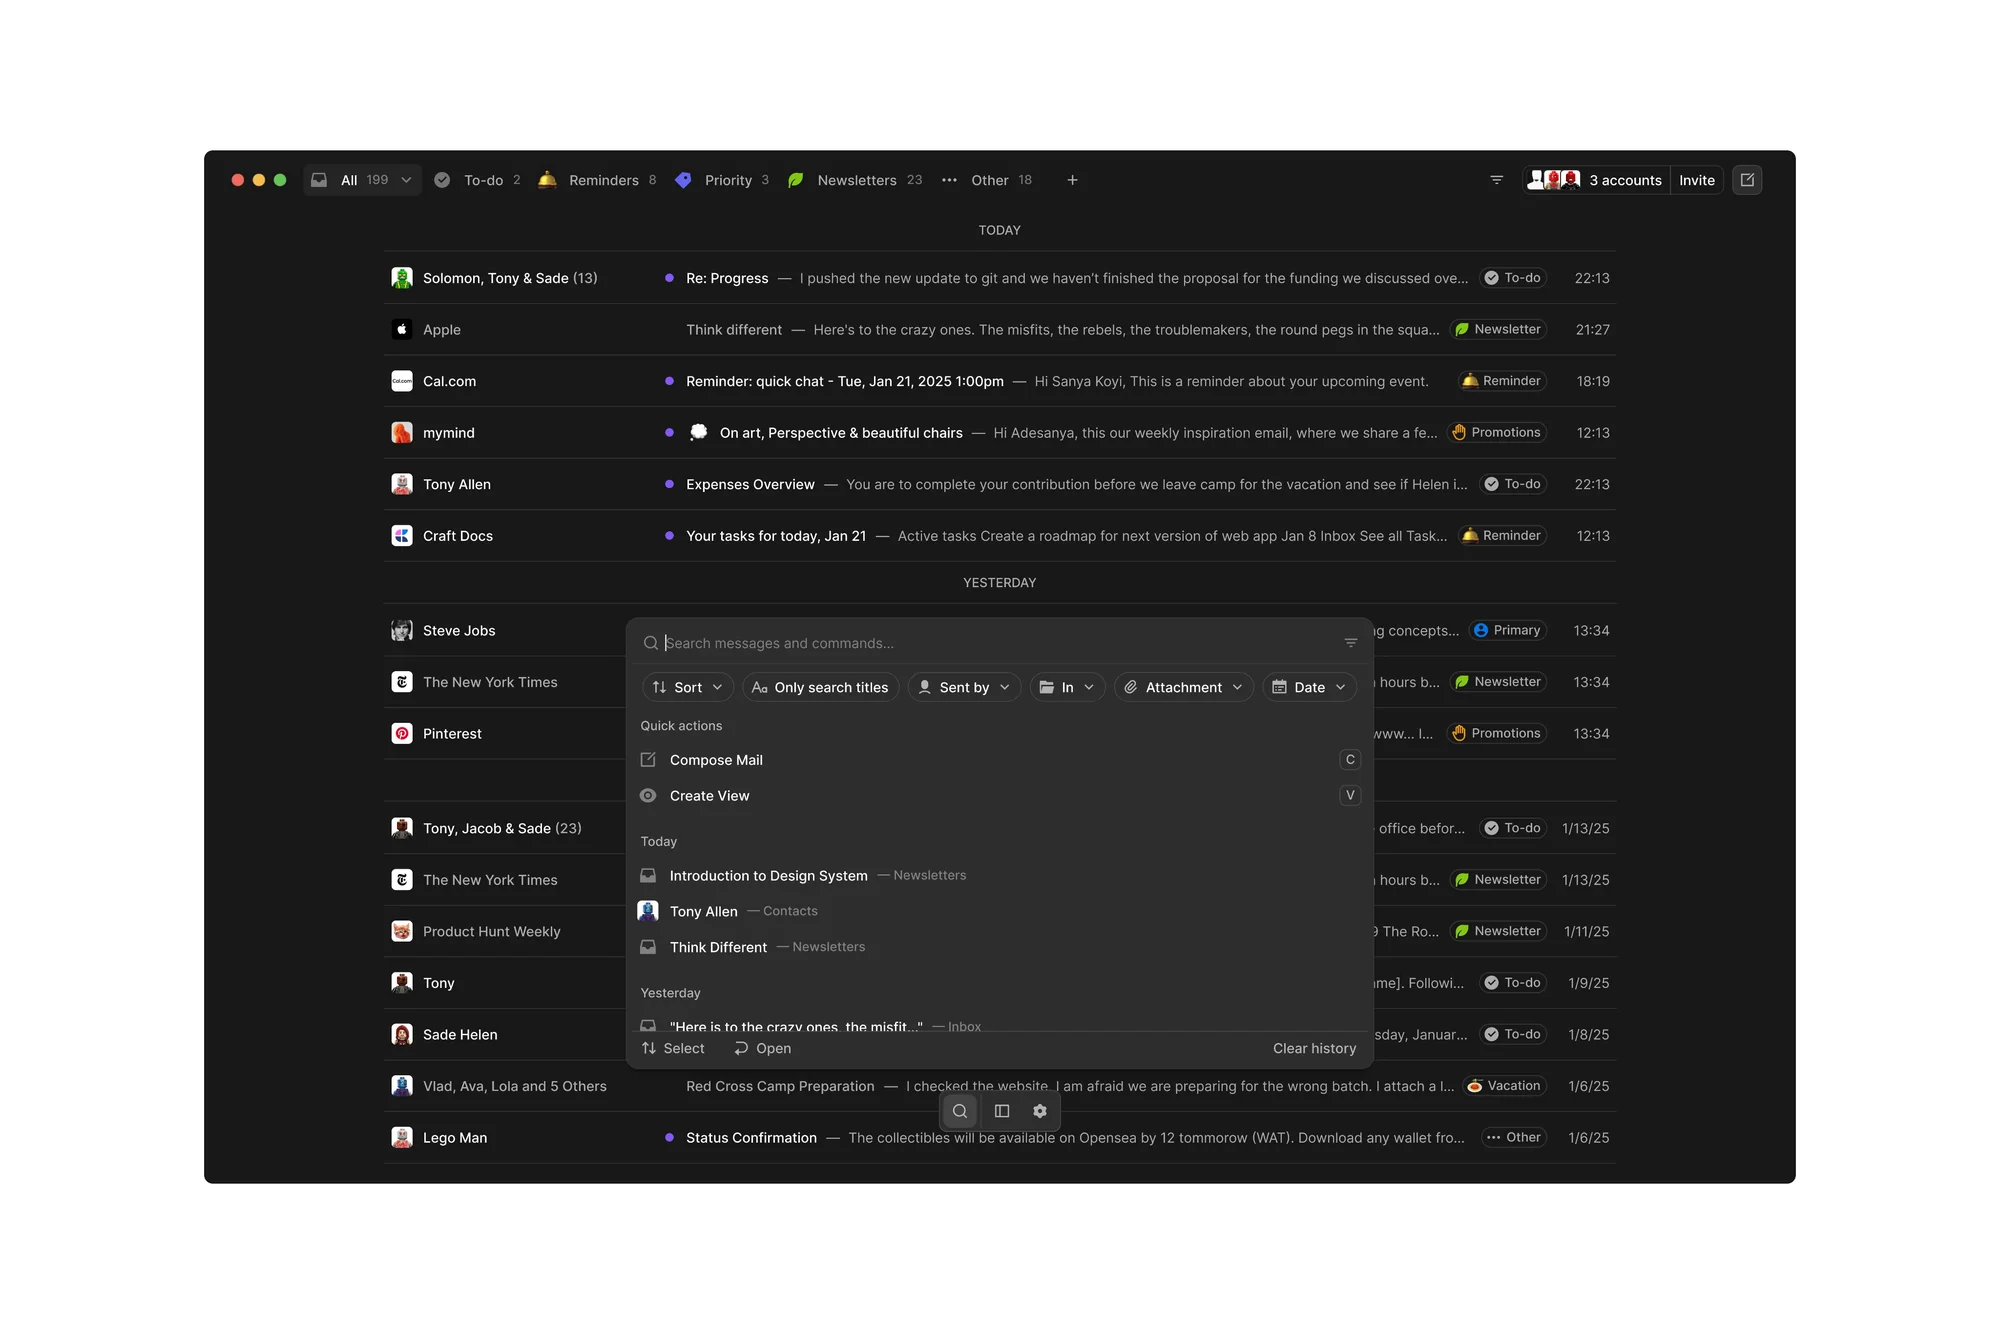 All 199 To-do 2 Reminders 8 Priority 3 Newsletters 23 Other 18 3 accounts Invite
TODAY
Solomon, Tony & Sade (13) Re: Progress — I pushed the new update to git and we haven't finished the proposal for the funding we discussed ove... To-do 22:13
Apple Think different — Here's to the crazy ones. The misfits, the rebels, the troublemakers, the round pegs in the squa... Newsletter 21:27
Cal.com Cal.com Reminder: quick chat - Tue, Jan 21, 2025 1:00pm — Hi Sanya Koyi, This is a reminder about your upcoming event. Reminder 18:19
mymind On art, Perspective & beautiful chairs — Hi Adesanya, this our weekly inspiration email, where we share a fe... Promotions 12:13
Tony Allen Expenses Overview — You are to complete your contribution before we leave camp for the vacation and see if Helen i... To-do 22:13
Craft Docs Your tasks for today, Jan 21 — Active tasks Create a roadmap for next version of web app Jan 8 Inbox See all Task... Reminder 12:13
YESTERDAY
Steve Jobs g concepts... Primary 13:34
The New York Times hours b... Newsletter 13:34
Pinterest www... I... Promotions 13:34
Tony, Jacob & Sade (23) office befor... To-do 1/13/25
The New York Times hours b... Newsletter 1/13/25
Product Hunt Weekly 9 The Ro... Newsletter 1/11/25
Tony me]. Followi... To-do 1/9/25
Sade Helen sday, Januar... To-do 1/8/25
Vlad, Ava, Lola and 5 Others Red Cross Camp Preparation — I checked the website. I am afraid we are preparing for the wrong batch. I attach a l... Vacation 1/6/25
Lego Man Status Confirmation — The collectibles will be available on Opensea by 12 tommorow (WAT). Download any wallet fro... Other 1/6/25
Search messages and commands...
Sort Aa Only search titles Sent by In Attachment Date
Quick actions
Compose Mail C
Create View V
Today
Introduction to Design System — Newsletters
Tony Allen — Contacts
Think Different — Newsletters
Yesterday
"Here is to the crazy ones, the misfit..." — Inbox
Select Open Clear history